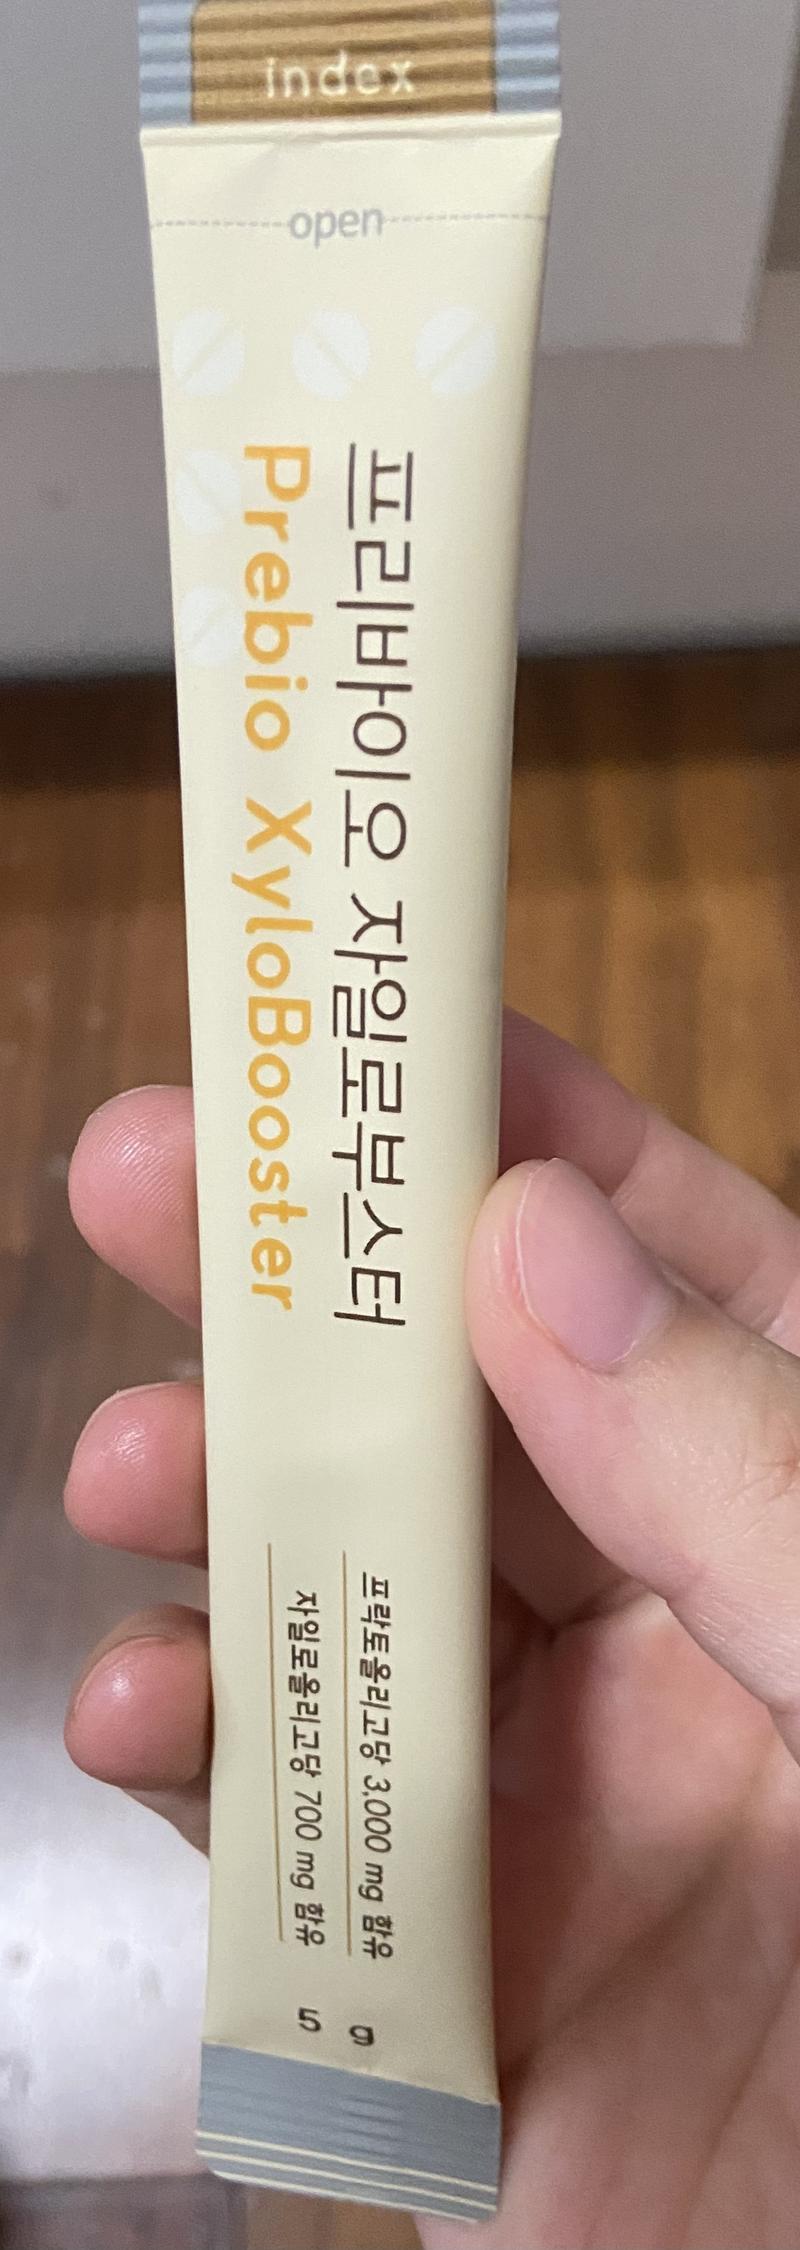 index
open
프리바이오 자일로부스터
Prebio XyloBooster
프락토올리고당 3,000 mg 함유
자일로올리고당 700 mg 함유
5 g